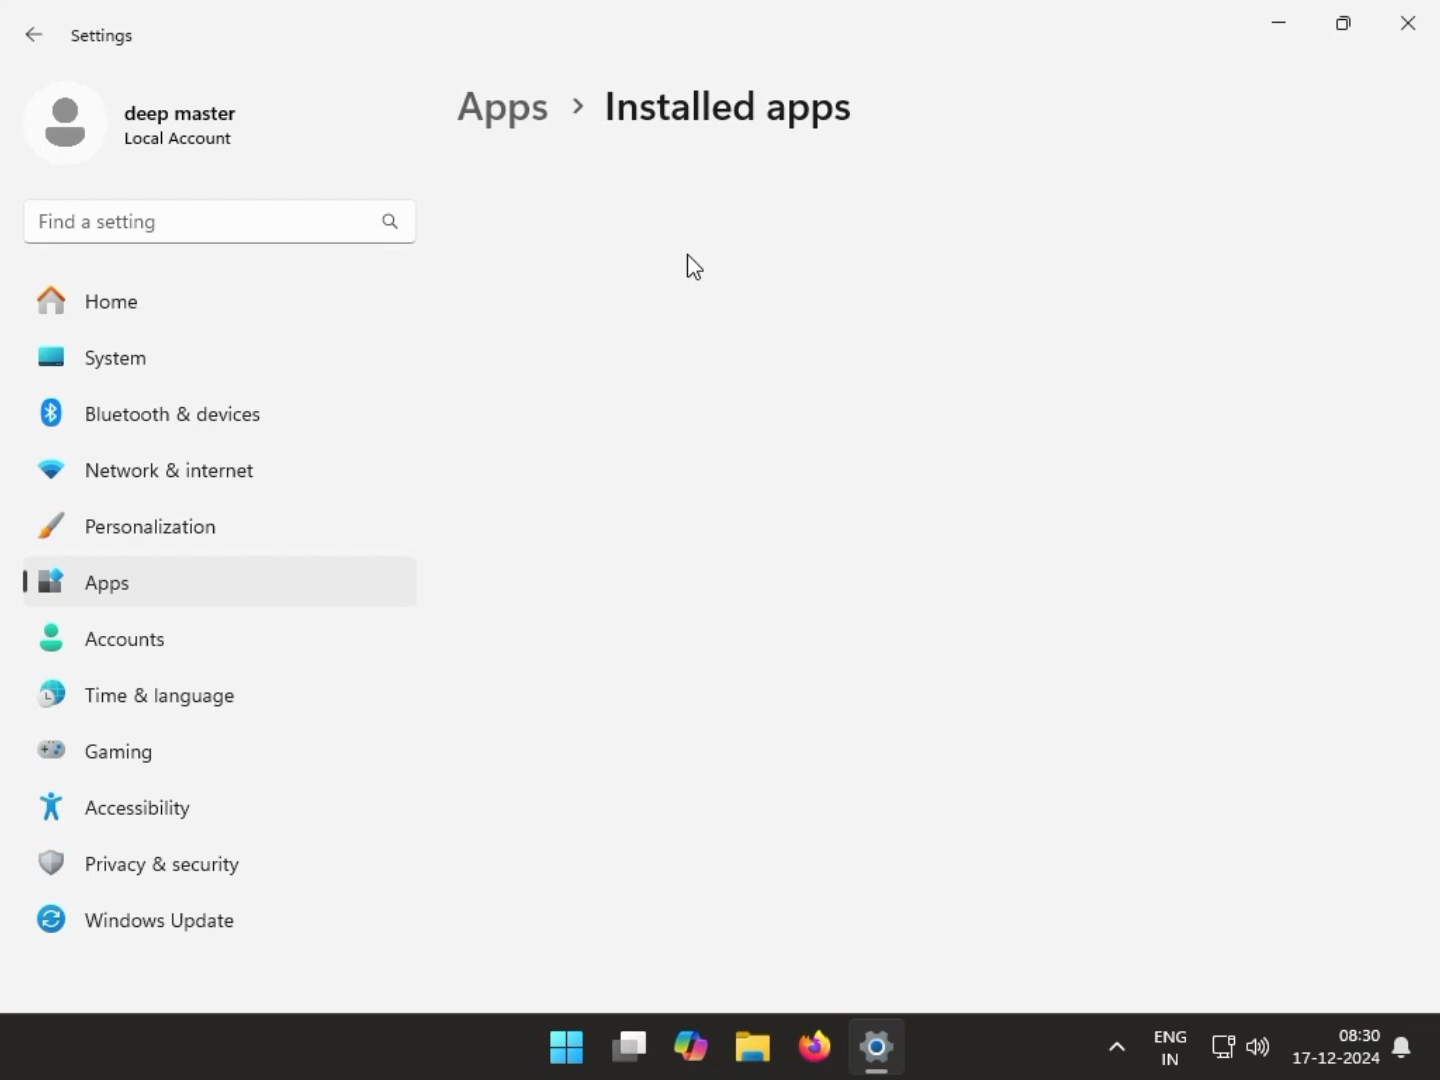 Settings
deep master
Local Account
Find a setting
Home
System
Bluetooth & devices
Network & internet
Personalization
Apps
Accounts
Time & language
Gaming
Accessibility
Privacy & security
Windows Update
Apps > Installed apps
ENG
IN
08:30
17-12-2024